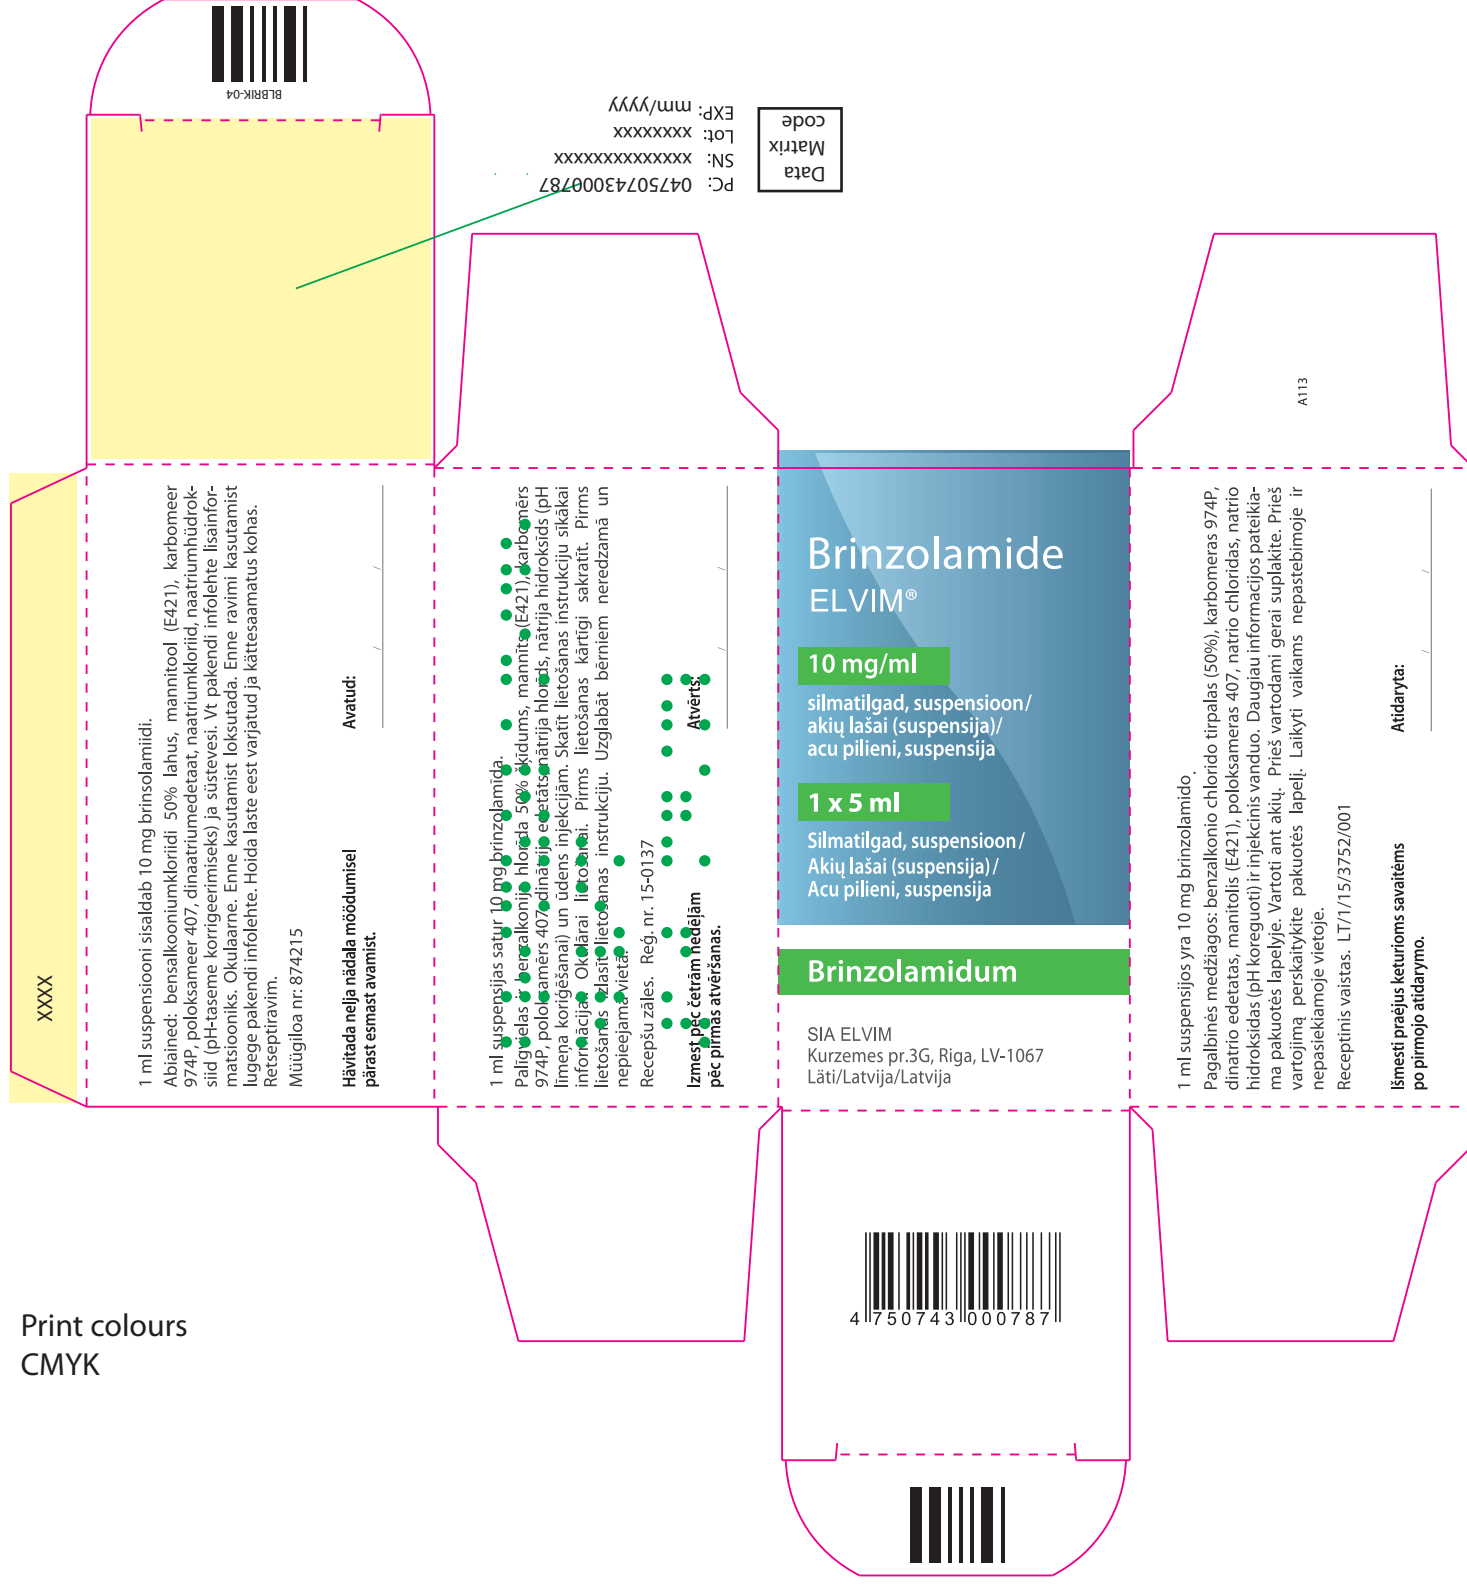 BLBRIK-04
PC: 04750743000787
SN: xxxxxxxxxxxxxx
Lot: xxxxxxxxx
EXP: mm/yyyy
Data
Matrix
code
A113
XXXX
1 ml suspensiooni sisaldab 10 mg brinsolamiidi.
Abiained: bensalkooniumkloriidi 50% lahus, mannitool (E421), karbomeer
974P, poloksameer 407, dinaatriumedetaat, naatriumkloriid, naatriumhüdrok-
siid (pH-taseme korrigeerimiseks) ja süstevesi. Vt pakendi infolehte lisainfor-
matsiooniks. Okulaarne. Enne kasutamist loksutada. Enne ravimi kasutamist
lugege pakendi infolehte. Hoida laste eest varjatud ja kättesaamatus kohas.
Retseptiravim.
Müügiloa nr: 874215
Hävitada nelja nädala möödumisel
pärast esmast avamist.
Avatud:
1 ml suspensijas satur 10 mg brinzolamīda.
Palīgvielas ir benzalkonija hlorīda 50% šķīdums, mannīts (E421), karbomērs
974P, poloksamērs 407, dinātrija edetāts, nātrija hlorīds, nātrija hidroksīds (pH
līmeņa koriģēšanai) un ūdens injekcijām. Skatīt lietošanas instrukciju sīkākai
informācijai. Okulārai lietošanai. Pirms lietošanas kārtīgi sakratīt. Pirms
lietošanas izlasīt lietošanas instrukciju. Uzglabāt bērniem neredzamā un
nepieejamā vietā.
Recepšu zāles. Reģ. nr. 15-0137
Izmest pēc četrām nedēļām
pēc pirmās atvēršanas.
Atvērts:
Brinzolamide
ELVIM®
10 mg/ml
silmatilgad, suspensioon/
akių lašai (suspensija)/
acu pilieni, suspensija
1 x 5 ml
Silmatilgad, suspensioon/
Akių lašai (suspensija)/
Acu pilieni, suspensija
Brinzolamidum
SIA ELVIM
Kurzemes pr.3G, Riga, LV-1067
Läti/Latvija/Latvija
1 ml suspensijos yra 10 mg brinzolamido.
Pagalbinės medžiagos: benzalkonio chlorido tirpalas (50%), karbomeras 974P,
dinatrio edetatas, manitolis (E421), poloksameras 407, natrio chloridas, natrio
hidroksidas (pH koreguoti) ir injekcinis vanduo. Daugiau informacijos pateikia-
ma pakuotės lapelyje. Vartoti ant akių. Prieš vartodami gerai suplakite. Prieš
vartojimą perskaitykite pakuotės lapelį. Laikyti vaikams nepastebimoje ir
nepasiekiamoje vietoje.
Receptinis vaistas. LT/1/15/3752/001
Išmesti praėjus keturioms savaitėms
po pirmojo atidarymo.
Atidaryta:
4 750743 000787
Print colours
CMYK